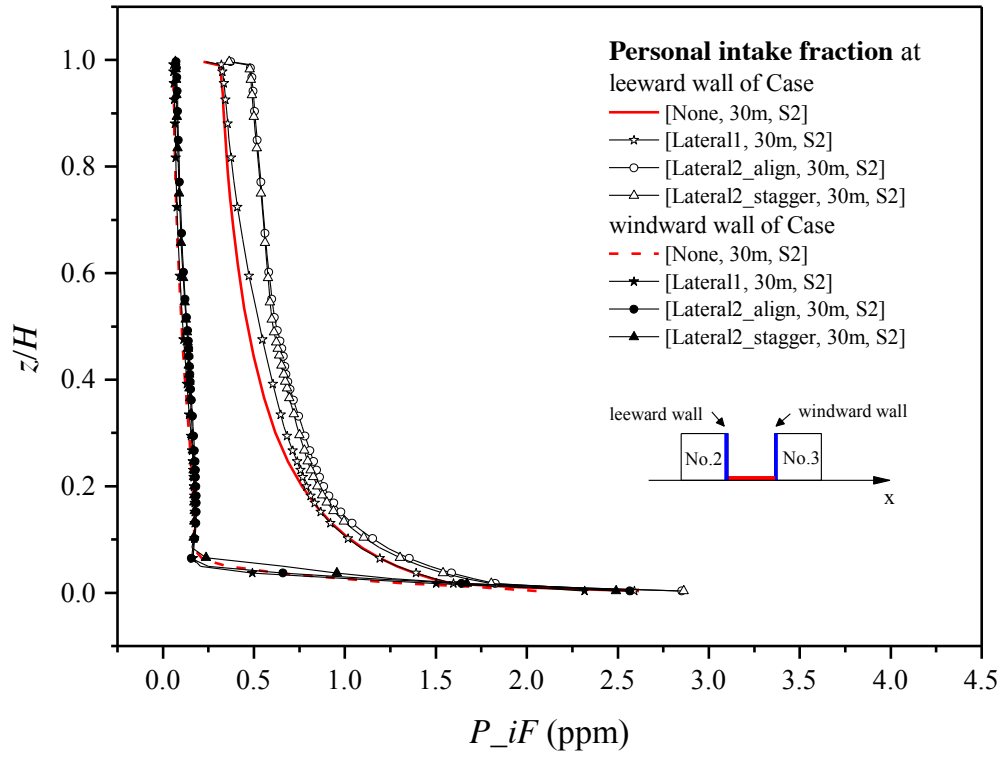 Personal intake fraction at
leeward wall of Case
[None, 30m, S2]
[Lateral1, 30m, S2]
[Lateral2_align, 30m, S2]
[Lateral2_stagger, 30m, S2]
windward wall of Case
[None, 30m, S2]
[Lateral1, 30m, S2]
[Lateral2_align, 30m, S2]
[Lateral2_stagger, 30m, S2]
leeward wall
windward wall
No.2
No.3
x
z/H
1.0
0.8
0.6
0.4
0.2
0.0
0.0 0.5 1.0 1.5 2.0 2.5 3.0 3.5 4.0 4.5
P_iF (ppm)